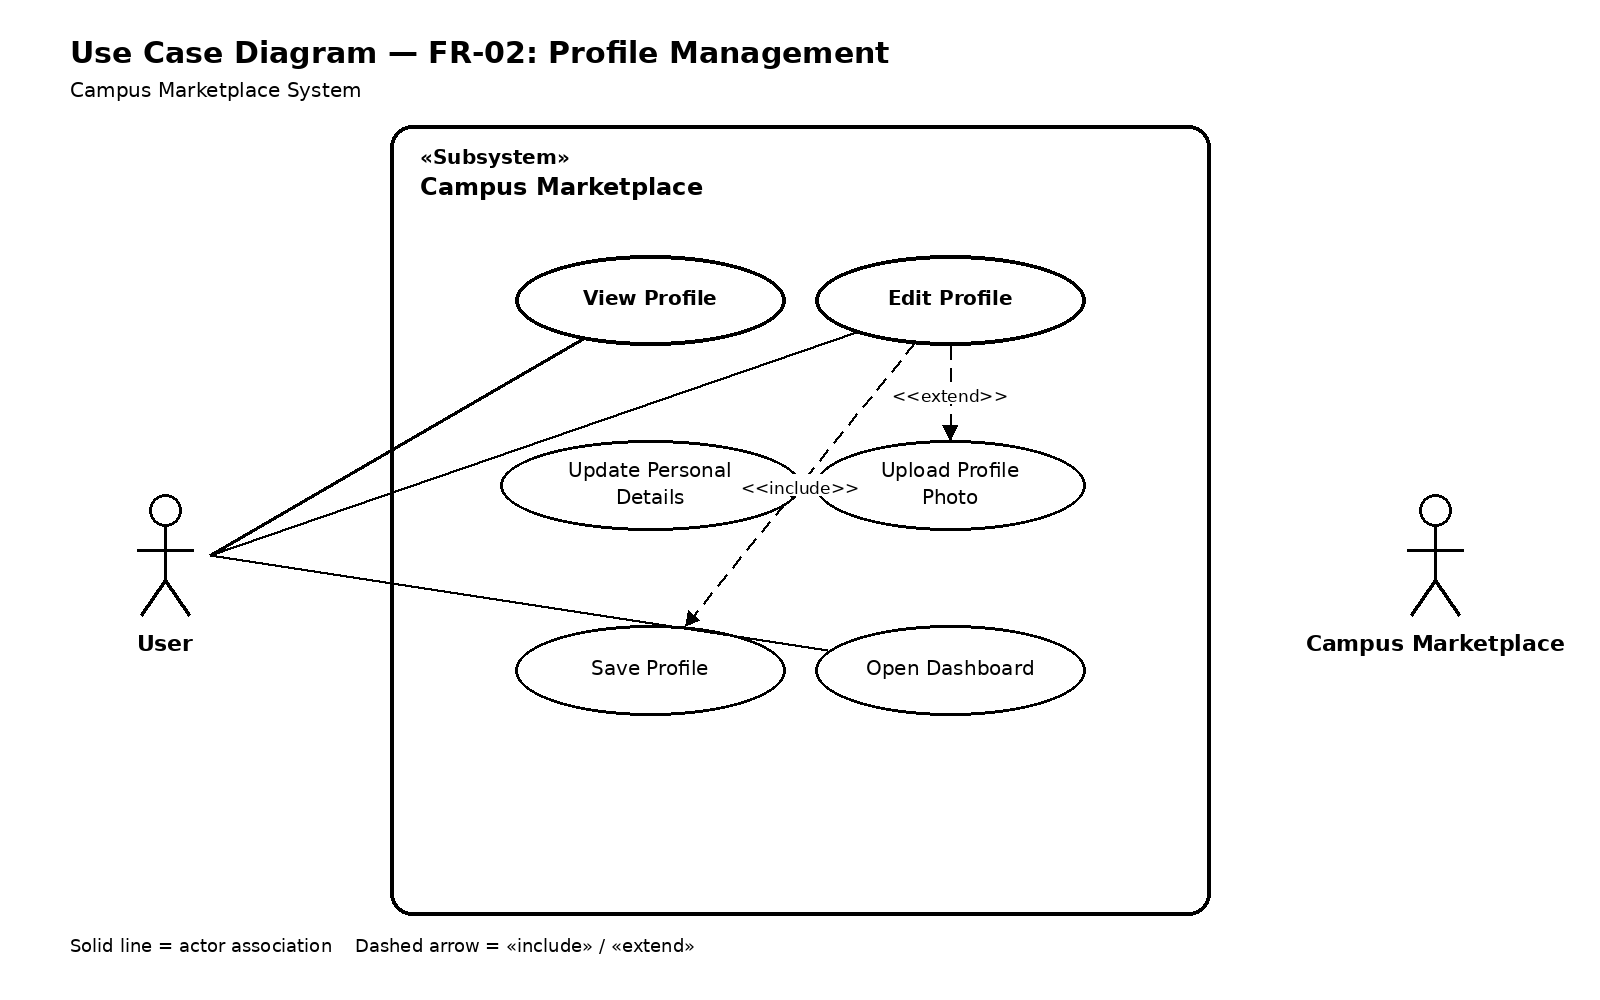 Use Case Diagram — FR-02: Profile Management
Campus Marketplace System
«Subsystem»
Campus Marketplace
View Profile
Edit Profile
<<extend>>
Update Personal
Details
<<include>>
Upload Profile
Photo
User
Campus Marketplace
Save Profile
Open Dashboard
Solid line = actor association    Dashed arrow = «include» / «extend»